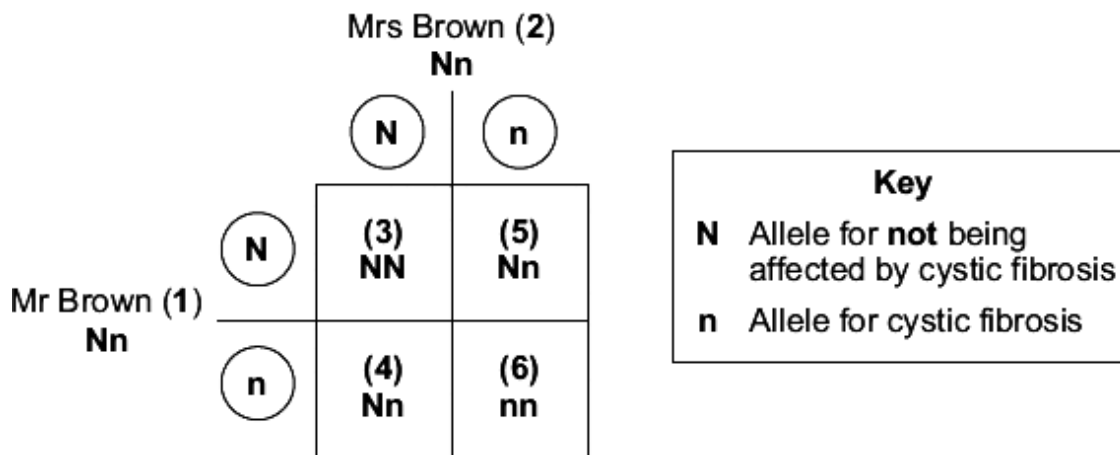 Mrs Brown (2)
Nn
N
n
N
(3)
NN
(5)
Nn
Mr Brown (1)
Nn
n
(4)
Nn
(6)
nn
Key
N Allele for not being
affected by cystic fibrosis
n Allele for cystic fibrosis